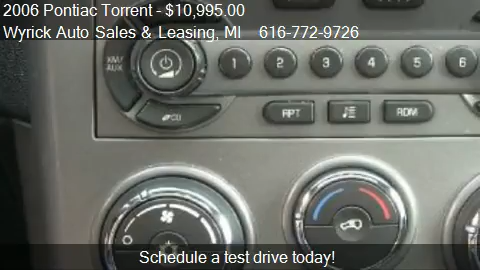 2006 Pontiac Torrent - $10,995.00
Wyrick Auto Sales & Leasing, MI 616-772-9726
XM/
AUX
1 2 3 4 5 6
CD
RPT RDM
Schedule a test drive today!